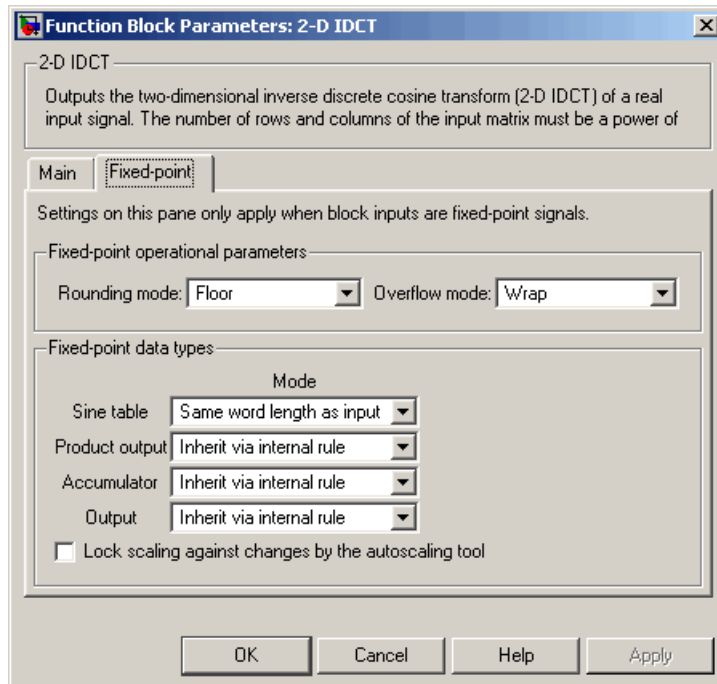 Function Block Parameters: 2-D IDCT
2-D IDCT
Outputs the two-dimensional inverse discrete cosine transform (2-D IDCT) of a real
input signal. The number of rows and columns of the input matrix must be a power of
Main Fixed-point
Settings on this pane only apply when block inputs are fixed-point signals.
Fixed-point operational parameters
Rounding mode: Floor Overflow mode: Wrap
Fixed-point data types
Mode
Sine table Same word length as input
Product output Inherit via internal rule
Accumulator Inherit via internal rule
Output Inherit via internal rule
Lock scaling against changes by the autoscaling tool
OK Cancel Help Apply